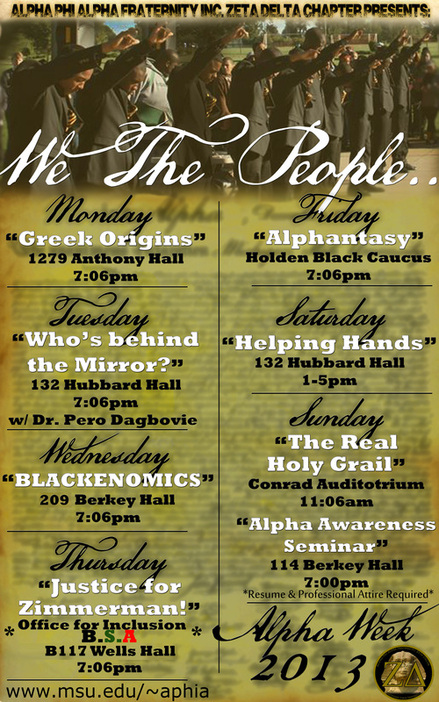 ALPHA PHI ALPHA FRATERNITY INC. ZETA DELTA CHAPTER PRESENTS:
We The People..
Monday
“Greek Origins”
1279 Anthony Hall
7:06pm
Tuesday
“Who’s behind
the Mirror?”
132 Hubbard Hall
7:06pm
w/ Dr. Pero Dagbovie
Wednesday
“BLACKENOMICS”
209 Berkey Hall
7:06pm
Thursday
“Justice for
Zimmerman!”
* Office for Inclusion *
B.S.A
B117 Wells Hall
7:06pm
www.msu.edu/~aphia
Friday
“Alphantasy”
Holden Black Caucus
7:06pm
Saturday
“Helping Hands”
132 Hubbard Hall
1-5pm
Sunday
“The Real
Holy Grail”
Conrad Auditotrium
11:06am
“Alpha Awareness
Seminar”
114 Berkey Hall
7:00pm
*Resume & Professional Attire Required*
Alpha Week
2013
ΖΔ